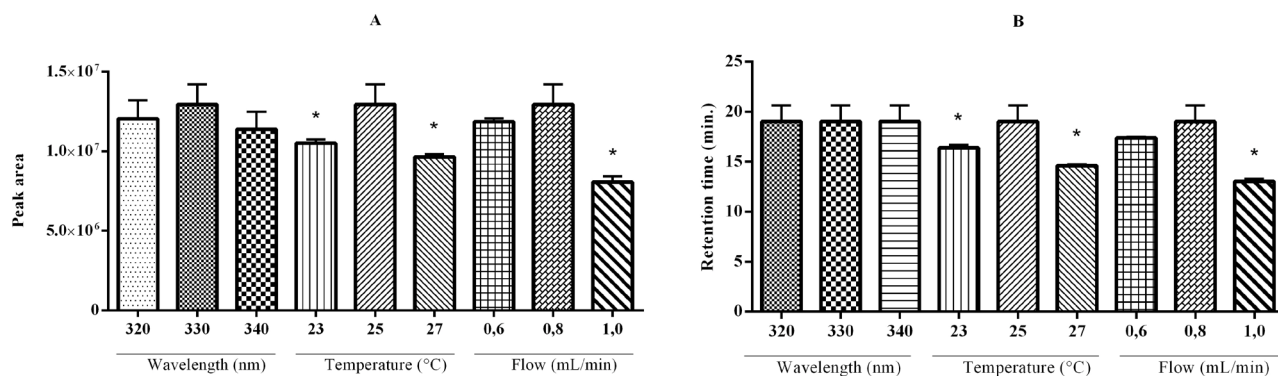 A
Peak area
1.5×10⁷
1.0×10⁷
5.0×10⁶
0
* * *
320 330 340 23 25 27 0,6 0,8 1,0
Wavelength (nm) Temperature (°C) Flow (mL/min)
B
Retention time (min.)
25
20
15
10
5
0
* * *
320 330 340 23 25 27 0,6 0,8 1,0
Wavelength (nm) Temperature (°C) Flow (mL/min)